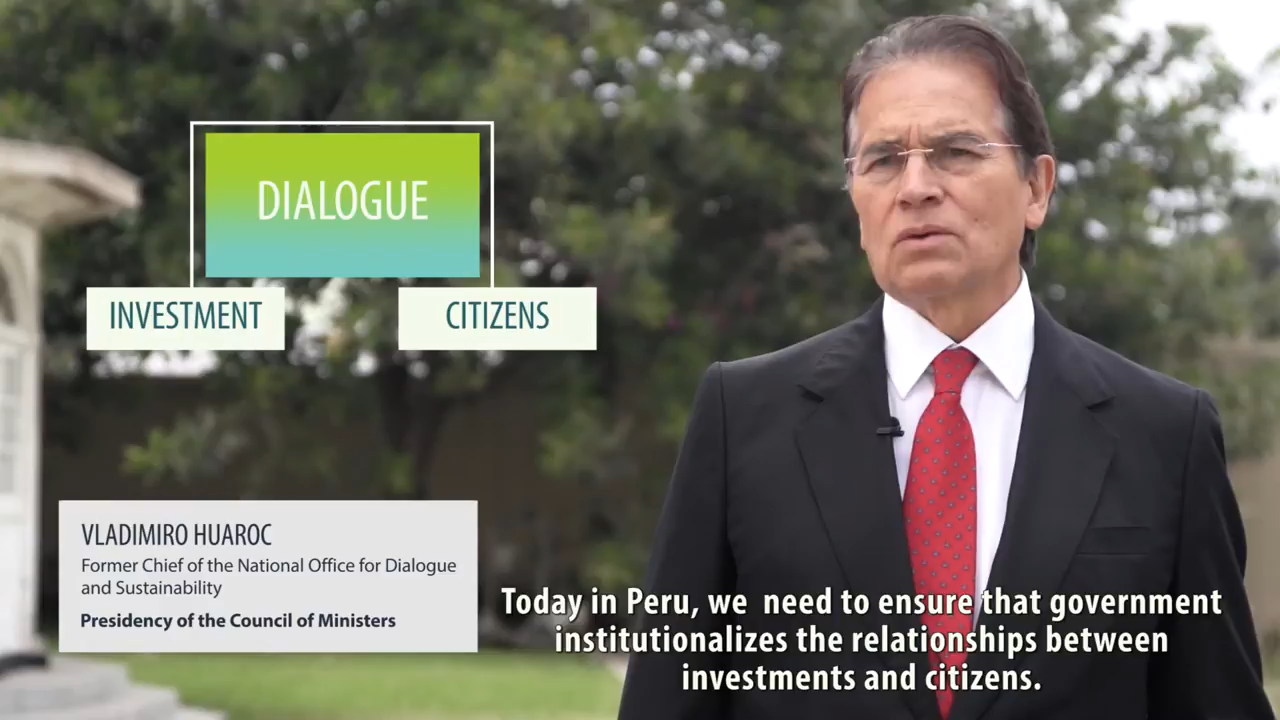 DIALOGUE
INVESTMENT
CITIZENS
VLADIMIRO HUAROC
Former Chief of the National Office for Dialogue
and Sustainability
Presidency of the Council of Ministers
Today in Peru, we need to ensure that government
institutionalizes the relationships between
investments and citizens.